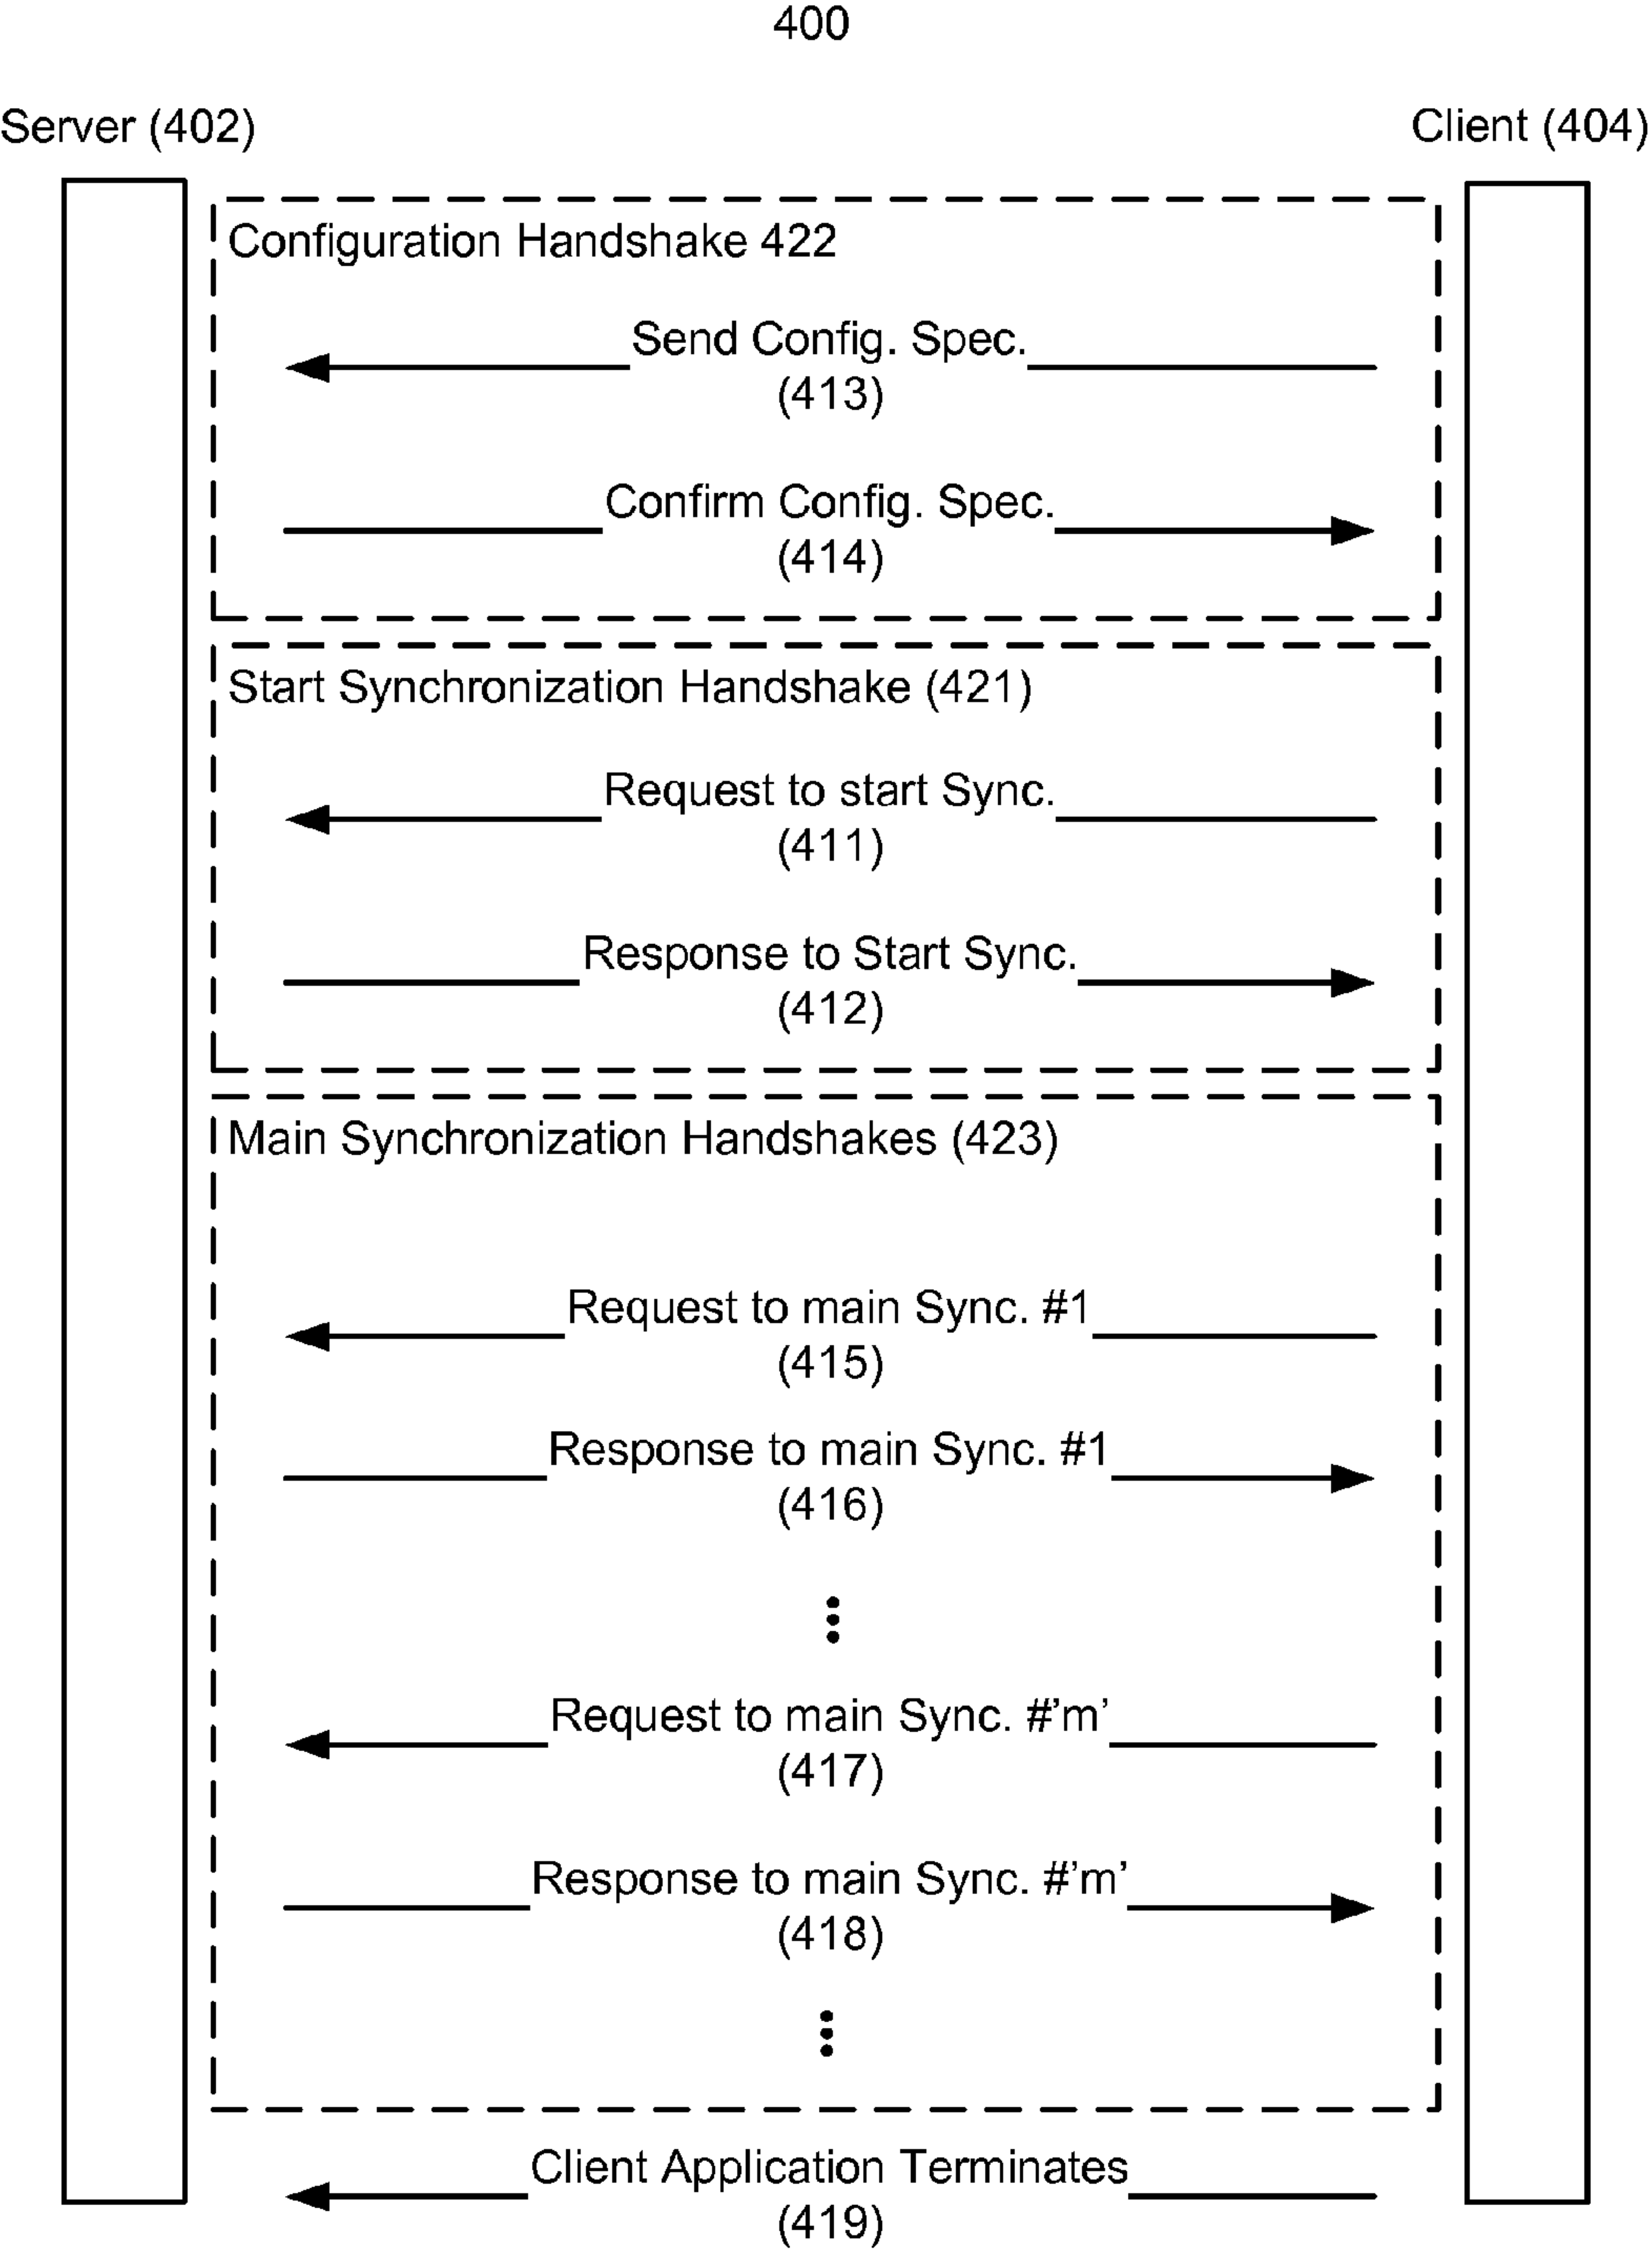 400
Server (402)
Client (404)
Configuration Handshake 422
Send Config. Spec.
(413)
Confirm Config. Spec.
(414)
Start Synchronization Handshake (421)
Request to start Sync.
(411)
Response to Start Sync.
(412)
Main Synchronization Handshakes (423)
Request to main Sync. #1
(415)
Response to main Sync. #1
(416)
Request to main Sync. #’m’
(417)
Response to main Sync. #’m’
(418)
Client Application Terminates
(419)